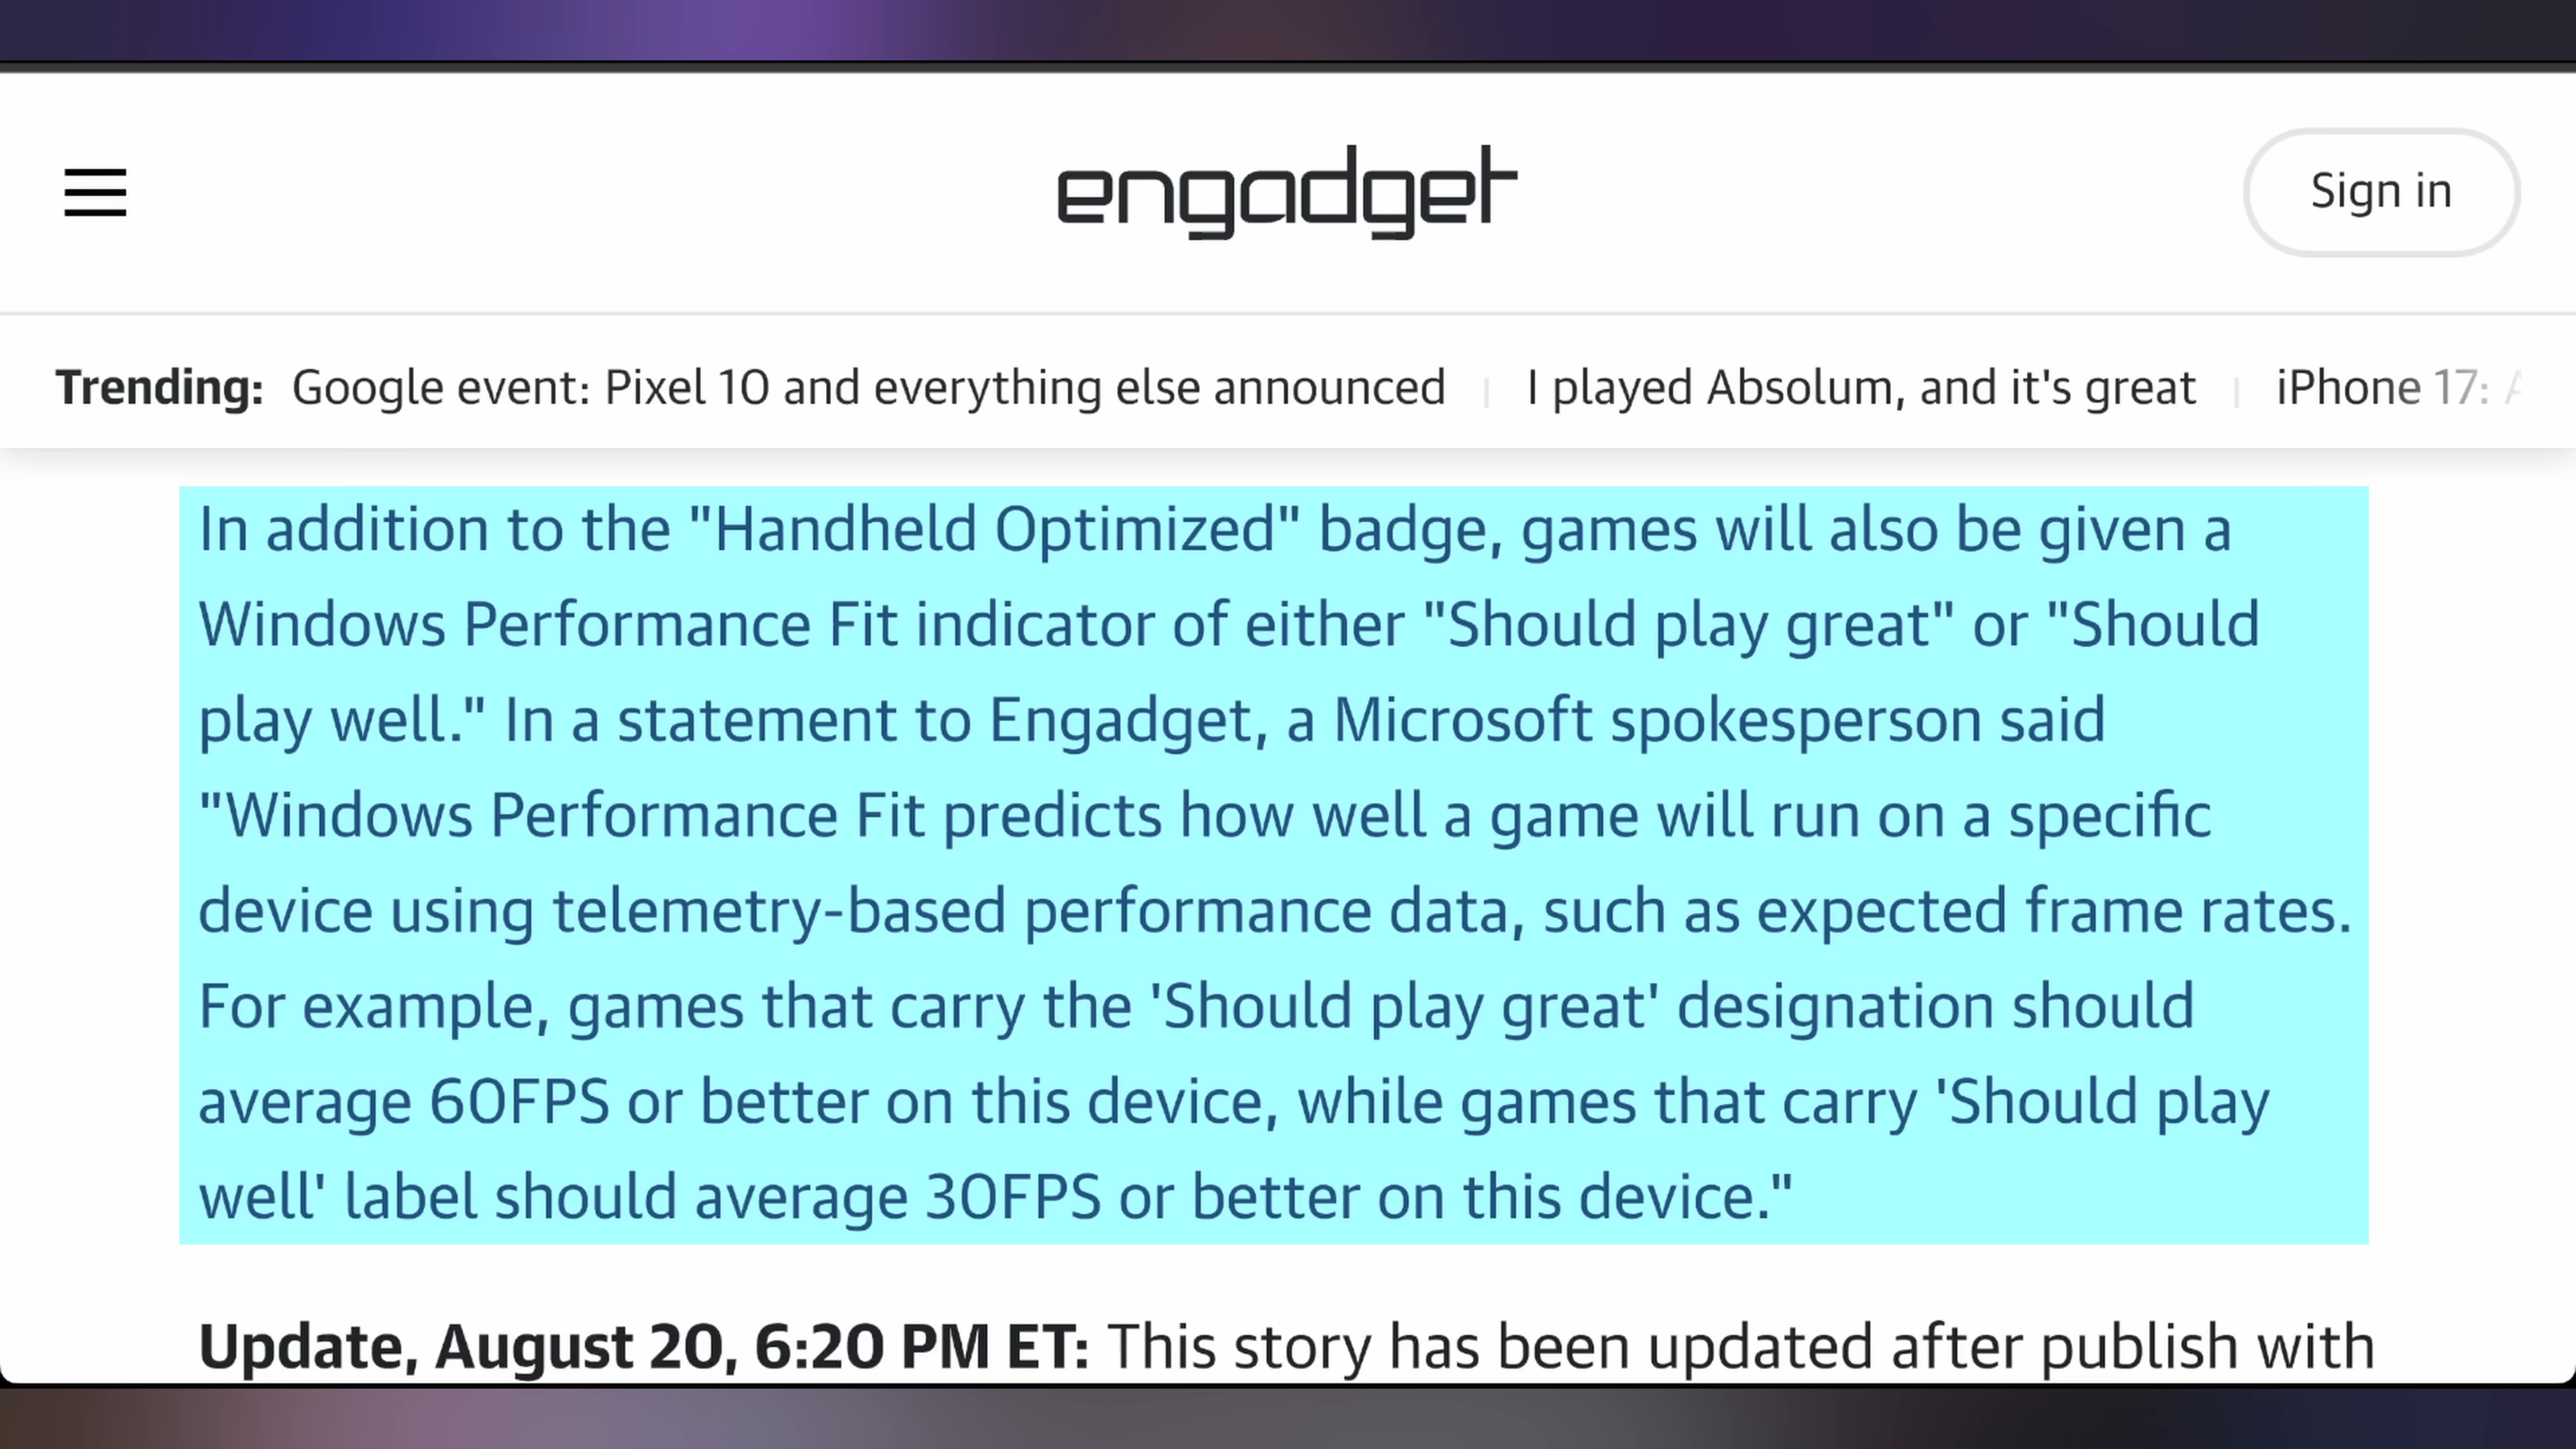 engadget
Sign in
Trending: Google event: Pixel 10 and everything else announced | I played Absolum, and it's great | iPhone 17:
In addition to the "Handheld Optimized" badge, games will also be given a
Windows Performance Fit indicator of either "Should play great" or "Should
play well." In a statement to Engadget, a Microsoft spokesperson said
"Windows Performance Fit predicts how well a game will run on a specific
device using telemetry-based performance data, such as expected frame rates.
For example, games that carry the 'Should play great' designation should
average 60FPS or better on this device, while games that carry 'Should play
well' label should average 30FPS or better on this device."
Update, August 20, 6:20 PM ET: This story has been updated after publish with